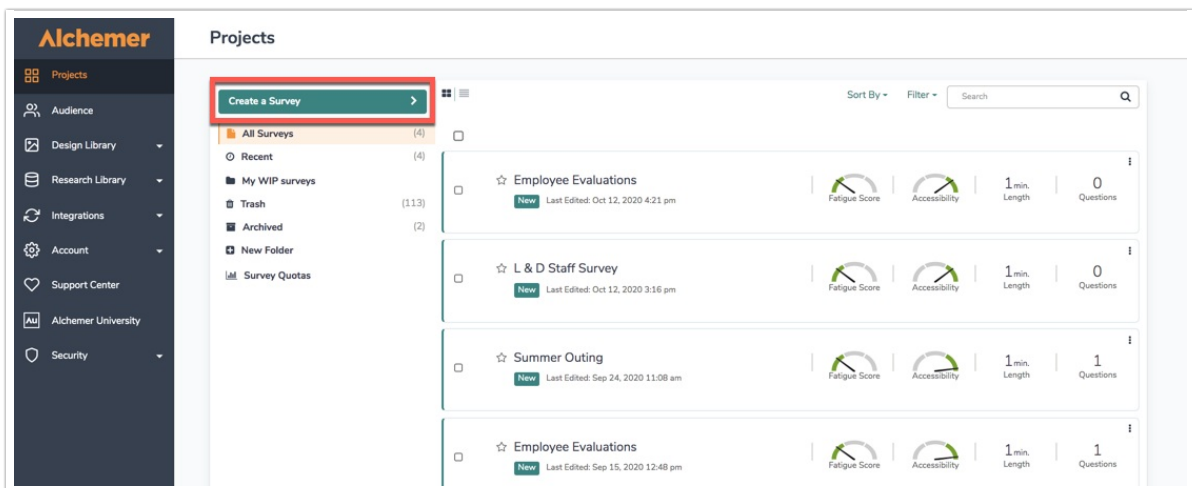 Alchemer
Projects
Projects
Audience
Design Library
Research Library
Integrations
Account
Support Center
Au Alchemer University
Security
Create a Survey
All Surveys (4)
Recent (4)
My WIP surveys
Trash (113)
Archived (2)
New Folder
Survey Quotas
Sort By Filter Search
Employee Evaluations
New Last Edited: Oct 12, 2020 4:21 pm
Fatigue Score Accessibility 1 min. Length 0 Questions
L & D Staff Survey
New Last Edited: Oct 12, 2020 3:16 pm
Fatigue Score Accessibility 1 min. Length 0 Questions
Summer Outing
New Last Edited: Sep 24, 2020 11:08 am
Fatigue Score Accessibility 1 min. Length 1 Questions
Employee Evaluations
New Last Edited: Sep 15, 2020 12:48 pm
Fatigue Score Accessibility 1 min. Length 1 Questions